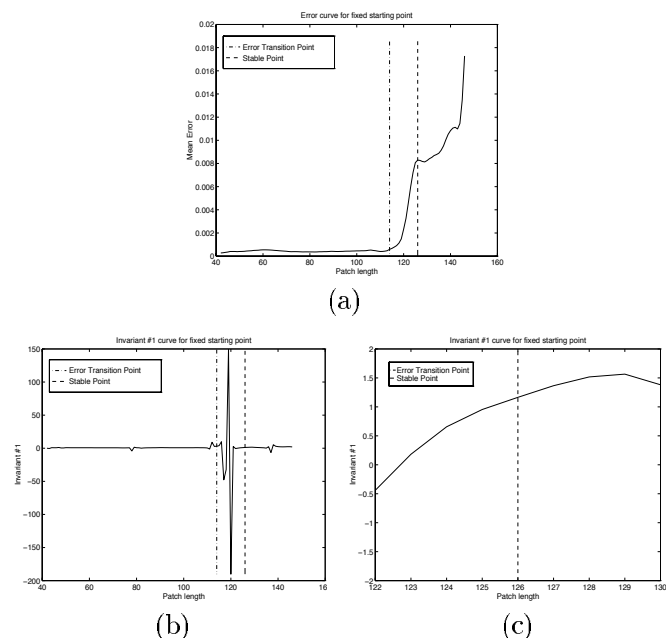 Error curve for fixed starting point
0.02
0.018
0.016
0.014
0.012
0.01
0.008
0.006
0.004
0.002
0
Mean Error
Error Transition Point
Stable Point
40 60 80 100 120 140 160
Patch length
(a)
Invariant #1 curve for fixed starting point
150
100
50
0
−50
−100
−150
−200
Invariant #1
Error Transition Point
Stable Point
40 60 80 100 120 140 16
Patch length
(b)
Invariant #1 curve for fixed starting point
2
1.5
1
0.5
0
−0.5
−1
−1.5
−2
Invariant #1
Error Transition Point
Stable Point
122 123 124 125 126 127 128 129 130
Patch length
(c)